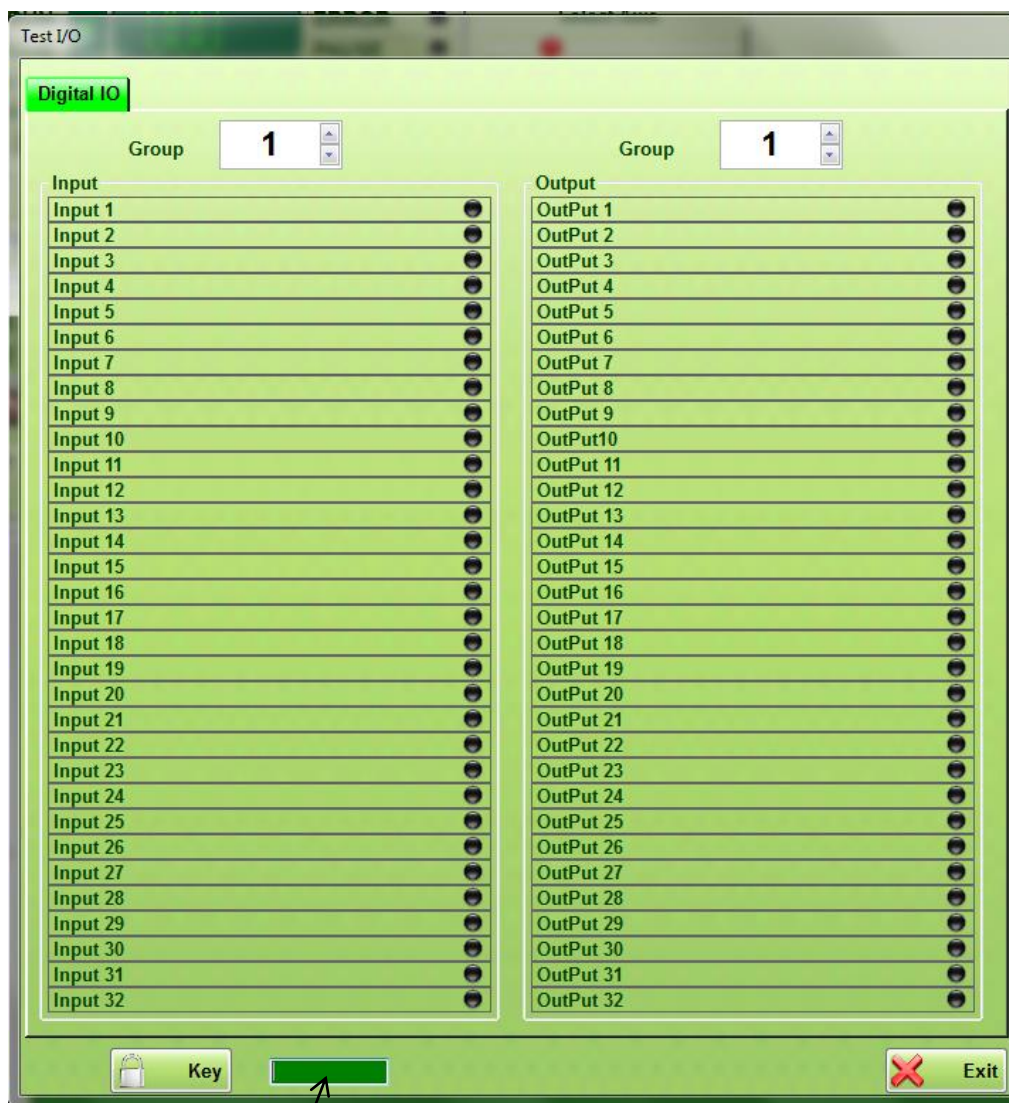 Test I/O
Digital IO
Group 1
Group 1
Input
Input 1
Input 2
Input 3
Input 4
Input 5
Input 6
Input 7
Input 8
Input 9
Input 10
Input 11
Input 12
Input 13
Input 14
Input 15
Input 16
Input 17
Input 18
Input 19
Input 20
Input 21
Input 22
Input 23
Input 24
Input 25
Input 26
Input 27
Input 28
Input 29
Input 30
Input 31
Input 32
Output
OutPut 1
OutPut 2
OutPut 3
OutPut 4
OutPut 5
OutPut 6
OutPut 7
OutPut 8
OutPut 9
OutPut10
OutPut 11
OutPut 12
OutPut 13
OutPut 14
OutPut 15
OutPut 16
OutPut 17
OutPut 18
OutPut 19
OutPut 20
OutPut 21
OutPut 22
OutPut 23
OutPut 24
OutPut 25
OutPut 26
OutPut 27
OutPut 28
OutPut 29
OutPut 30
OutPut 31
OutPut 32
Key
Exit